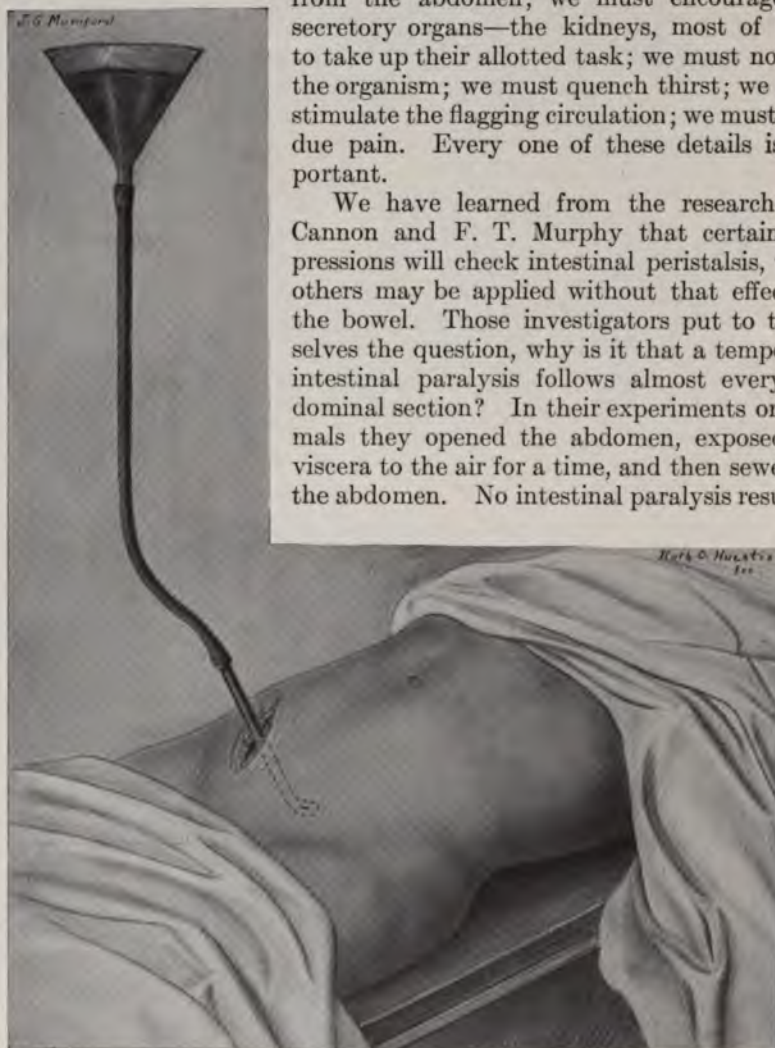 J. G. Mumford
from the abdomen; we must encourage
secretory organs—the kidneys, most of
to take up their allotted task; we must no
the organism; we must quench thirst; we
stimulate the flagging circulation; we must
due pain. Every one of these details is
portant.
We have learned from the research
Cannon and F. T. Murphy that certain
pressions will check intestinal peristalsis,
others may be applied without that effe
the bowel. Those investigators put to t
selves the question, why is it that a tempo
intestinal paralysis follows almost every
dominal section? In their experiments on
mals they opened the abdomen, exposed
viscera to the air for a time, and then sewe
the abdomen. No intestinal paralysis resu
Ruth O. Huestis